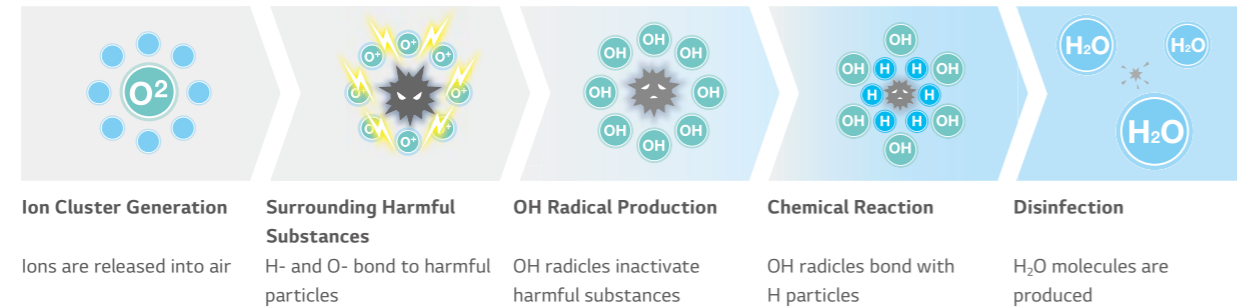 O²
O⁺
O⁺
O⁺
O⁺
O⁺
O⁺
O⁺
O⁺
OH
OH
OH
OH
OH
OH
OH
OH
OH
OH
H
H
OH
H
H
OH
H
H
OH
OH
H₂O
H₂O
H₂O
Ion Cluster Generation
Ions are released into air
Surrounding Harmful
Substances
H- and O- bond to harmful
particles
OH Radical Production
OH radicles inactivate
harmful substances
Chemical Reaction
OH radicles bond with
H particles
Disinfection
H₂O molecules are
produced